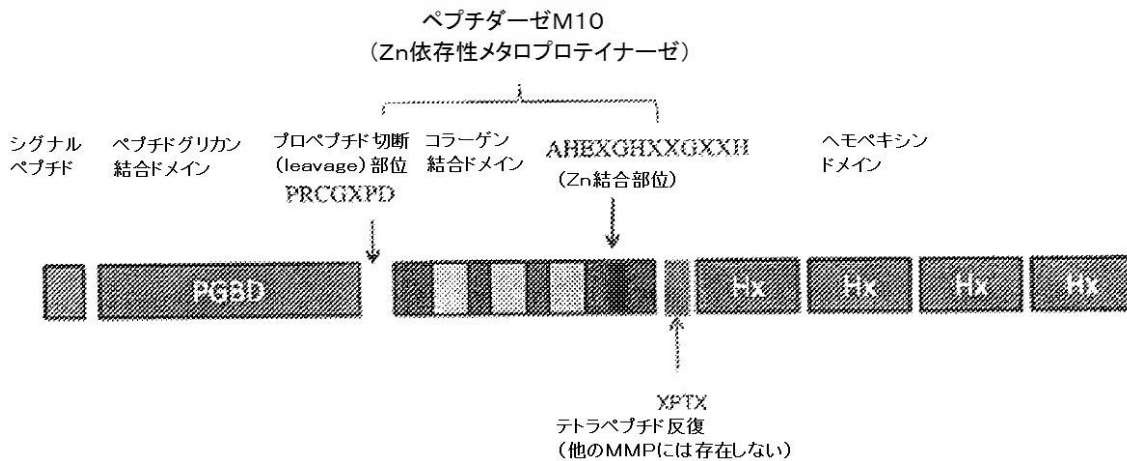 ペプチダーゼM10
(Zn依存性メタロプロテイナーゼ)
シグナル
ペプチド
ペプチドグリカン
結合ドメイン
プロペプチド切断
(leavage)部位
PRCGXPD
コラーゲン
結合ドメイン
AHEXGHXXGXXH
(Zn結合部位)
ヘモペキシン
ドメイン
PGBD
Hx
Hx
Hx
Hx
XPTX
テトラペプチド反復
(他のMMPには存在しない)